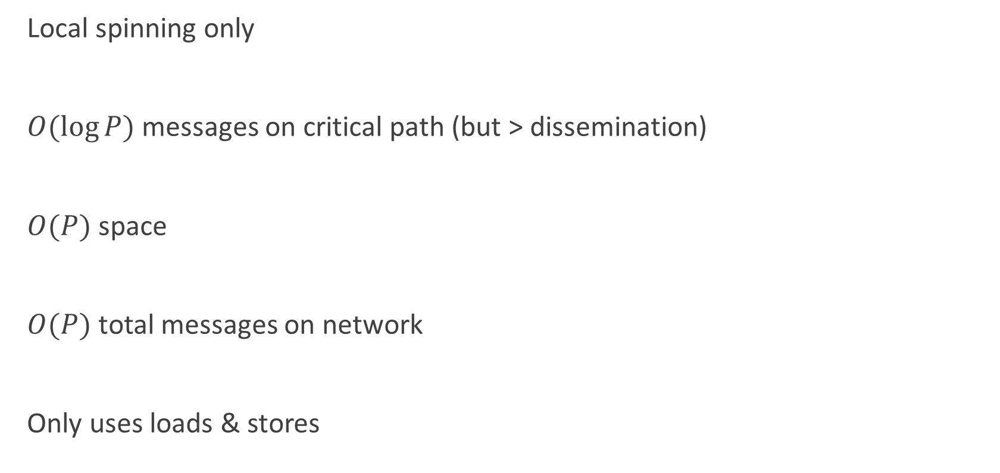 Local spinning only
O(log P) messages on critical path (but > dissemination)
O(P) space
O(P) total messages on network
Only uses loads & stores